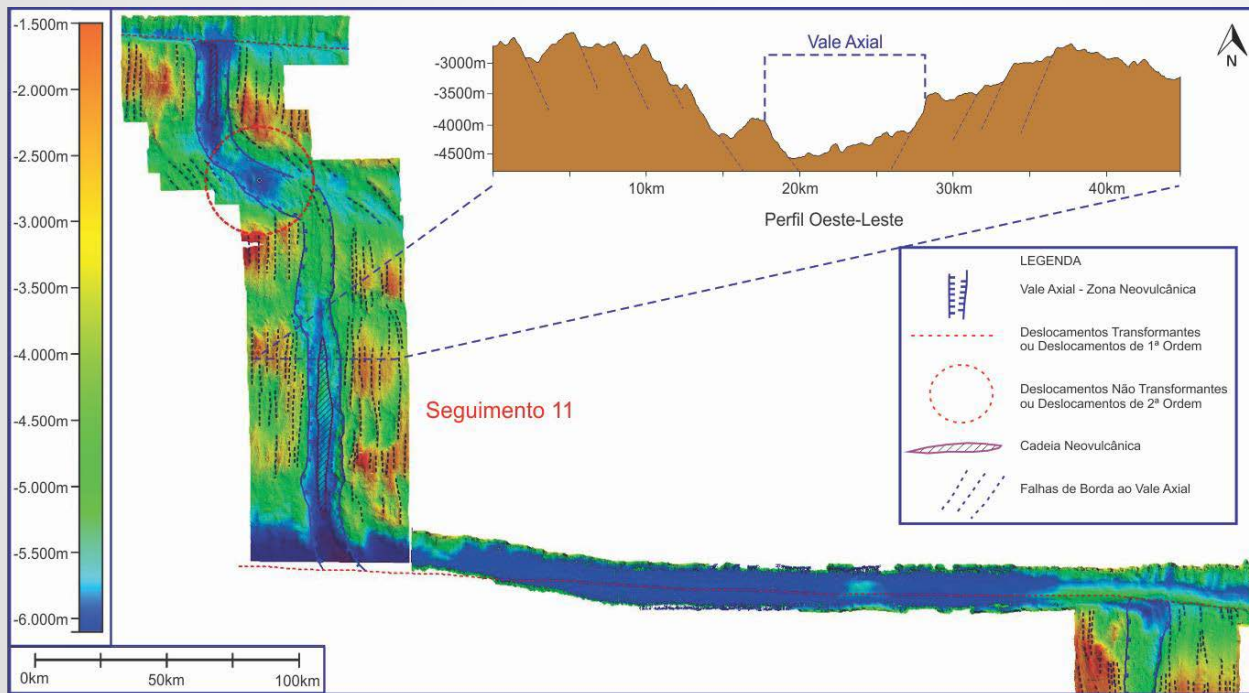 -1.500m
-2.000m
-2.500m
-3.000m
-3.500m
-4.000m
-4.500m
-5.000m
-5.500m
-6.000m
0km
50km
100km
Vale Axial
-3000m
-3500m
-4000m
-4500m
10km
20km
30km
40km
Perfil Oeste-Leste
N
Seguimento 11
LEGENDA
Vale Axial - Zona Neovulcânica
Deslocamentos Transformantes
ou Deslocamentos de 1ª Ordem
Deslocamentos Não Transformantes
ou Deslocamentos de 2ª Ordem
Cadeia Neovulcânica
Falhas de Borda ao Vale Axial